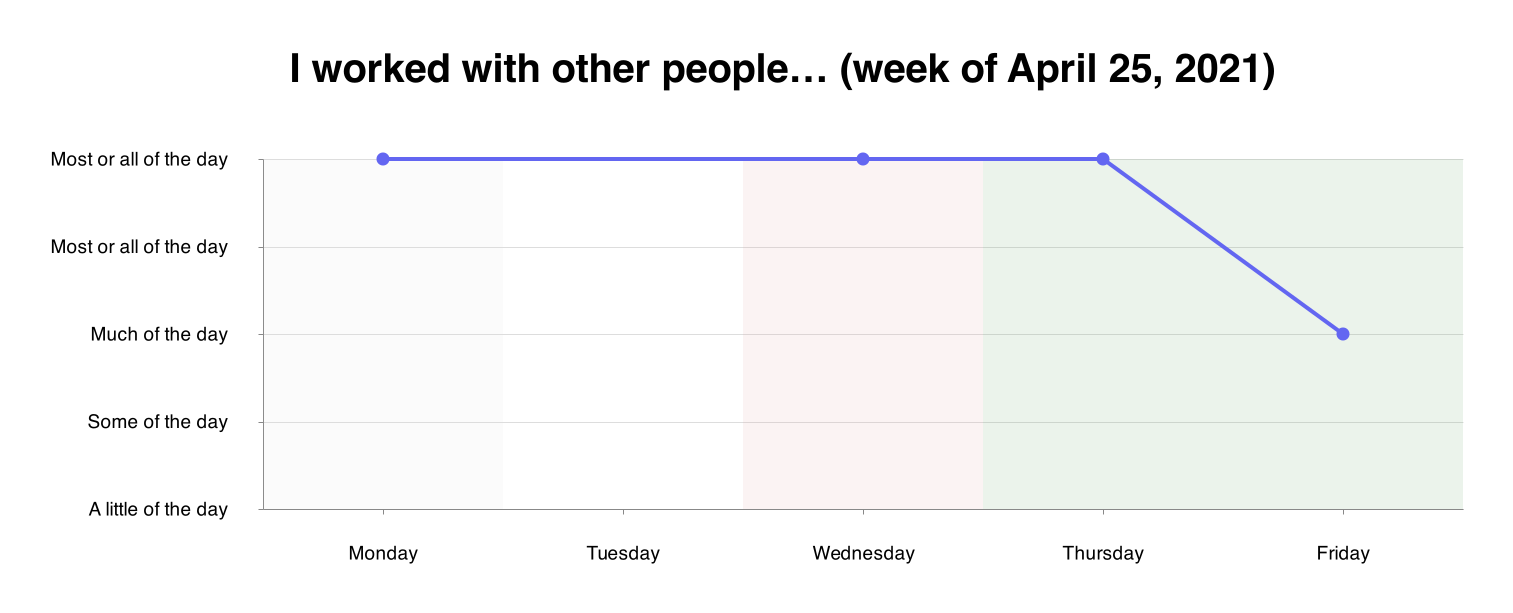 I worked with other people… (week of April 25, 2021)
Most or all of the day
Most or all of the day
Much of the day
Some of the day
A little of the day
Monday Tuesday Wednesday Thursday Friday